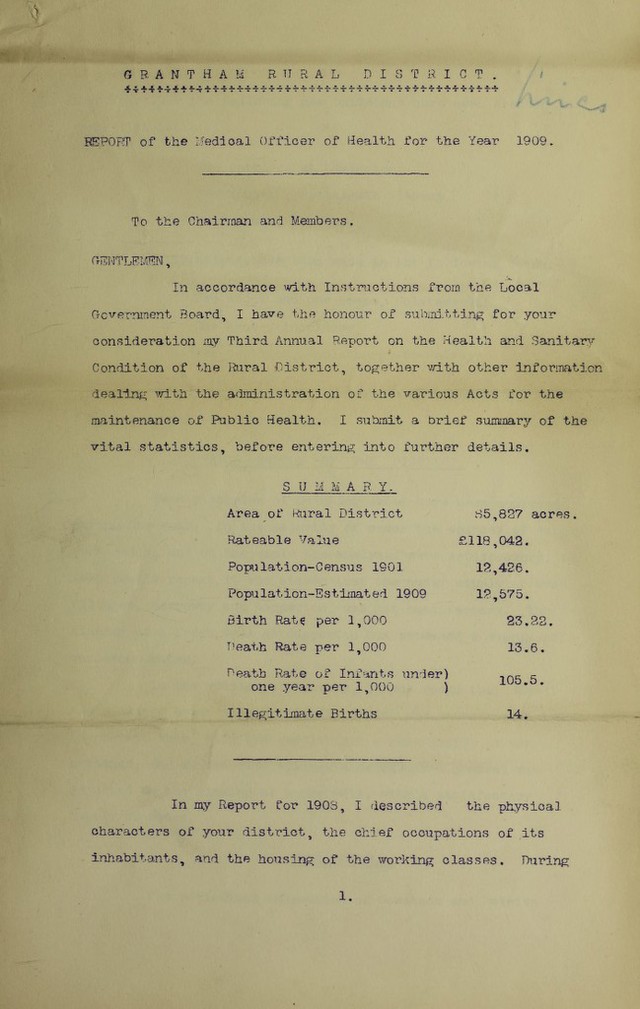 GRANTHAM RURAL DISTRICT.
Lincs
REPORT of the Medical Officer of Health for the Year 1909.
To the Chairman and Members.
GENTLEMEN,
In accordance with Instructions from the Local
Government Board, I have the honour of submitting for your
consideration my Third Annual Report on the Health and Sanitary
Condition of the Rural District, together with other information
dealing with the administration of the various Acts for the
maintenance of Public Health. I submit a brief summary of the
vital statistics, before entering into further details.
SUMMARY.
Area of Rural District 85,827 acres.
Rateable Value £118,042.
Population-Census 1901 12,426.
Population-Estimated 1909 12,575.
Birth Rate per 1,000 23.22.
Death Rate per 1,000 13.6.
Death Rate of Infants under)
one year per 1,000 ) 105.5.
Illegitimate Births 14.
In my Report for 1908, I described the physical
characters of your district, the chief occupations of its
inhabitants, and the housing of the working classes. During
1.